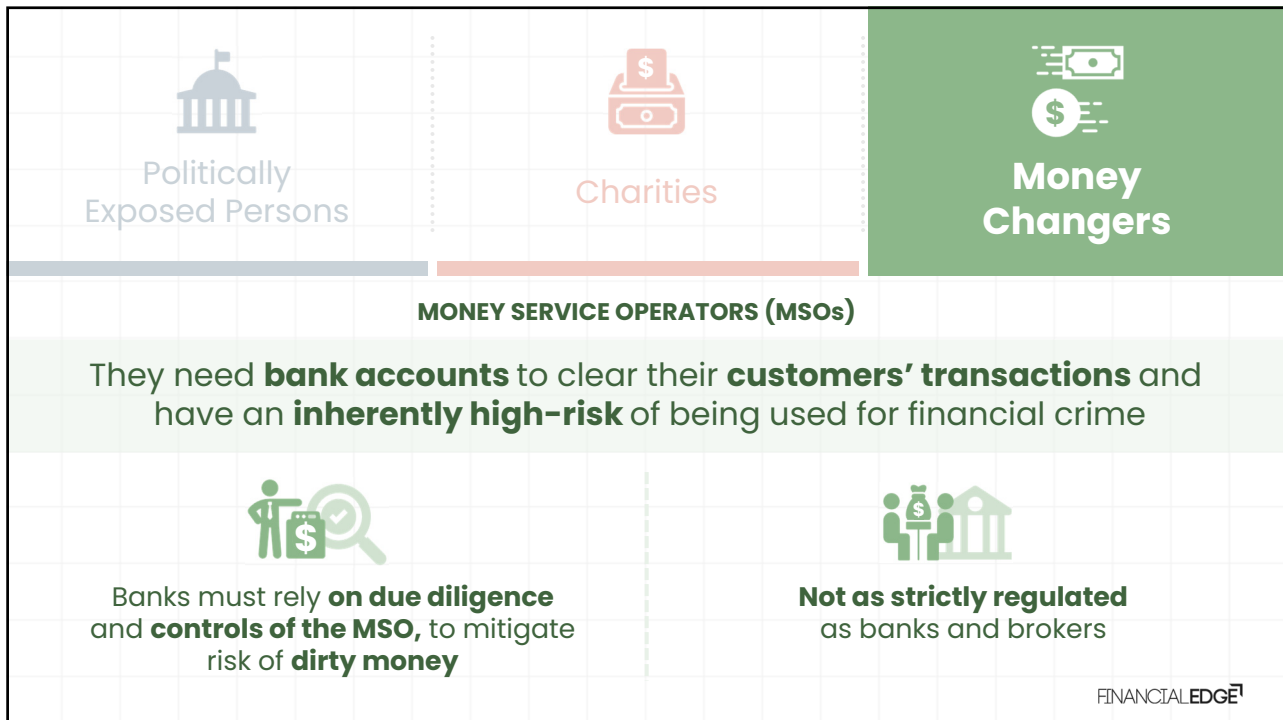 Politically
Exposed Persons
$
Charities
$
Money
Changers
MONEY SERVICE OPERATORS (MSOs)
They need bank accounts to clear their customers’ transactions and
have an inherently high-risk of being used for financial crime
$
Banks must rely on due diligence
and controls of the MSO, to mitigate
risk of dirty money
$
Not as strictly regulated
as banks and brokers
FINANCIALEDGE